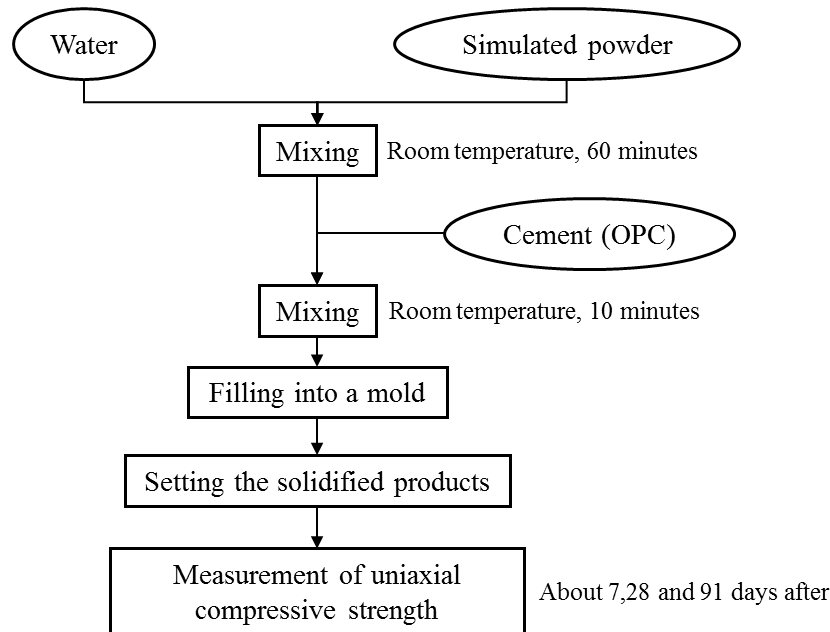 Water
Simulated powder
Mixing
Room temperature, 60 minutes
Cement (OPC)
Mixing
Room temperature, 10 minutes
Filling into a mold
Setting the solidified products
Measurement of uniaxial
compressive strength
About 7,28 and 91 days after